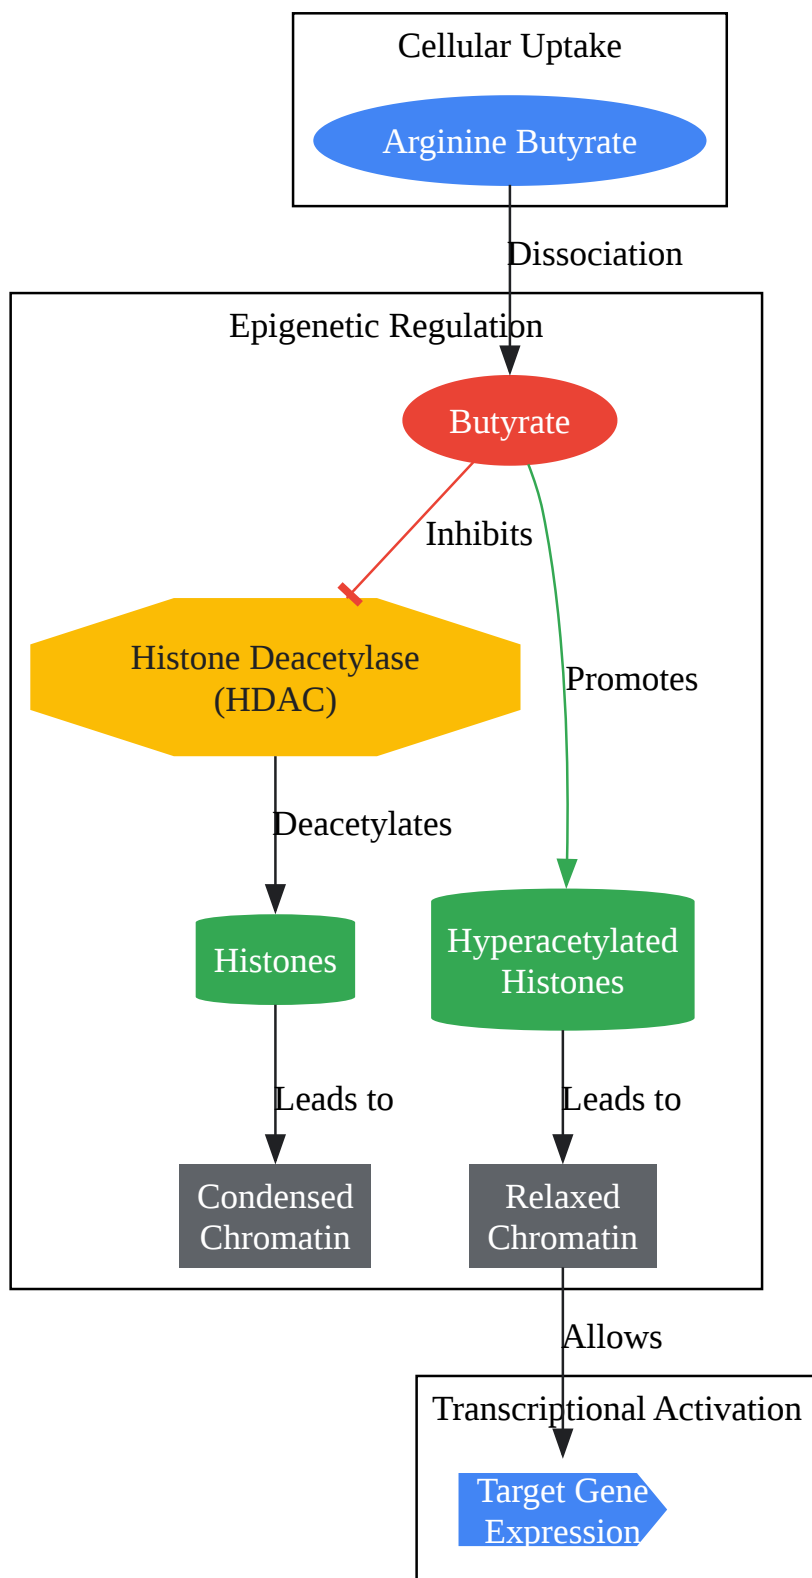 Cellular Uptake
Arginine Butyrate
Dissociation
Epigenetic Regulation
Butyrate
Inhibits
Histone Deacetylase
(HDAC)
Promotes
Deacetylates
Histones
Hyperacetylated
Histones
Leads to
Leads to
Condensed
Chromatin
Relaxed
Chromatin
Allows
Transcriptional Activation
Target Gene
Expression